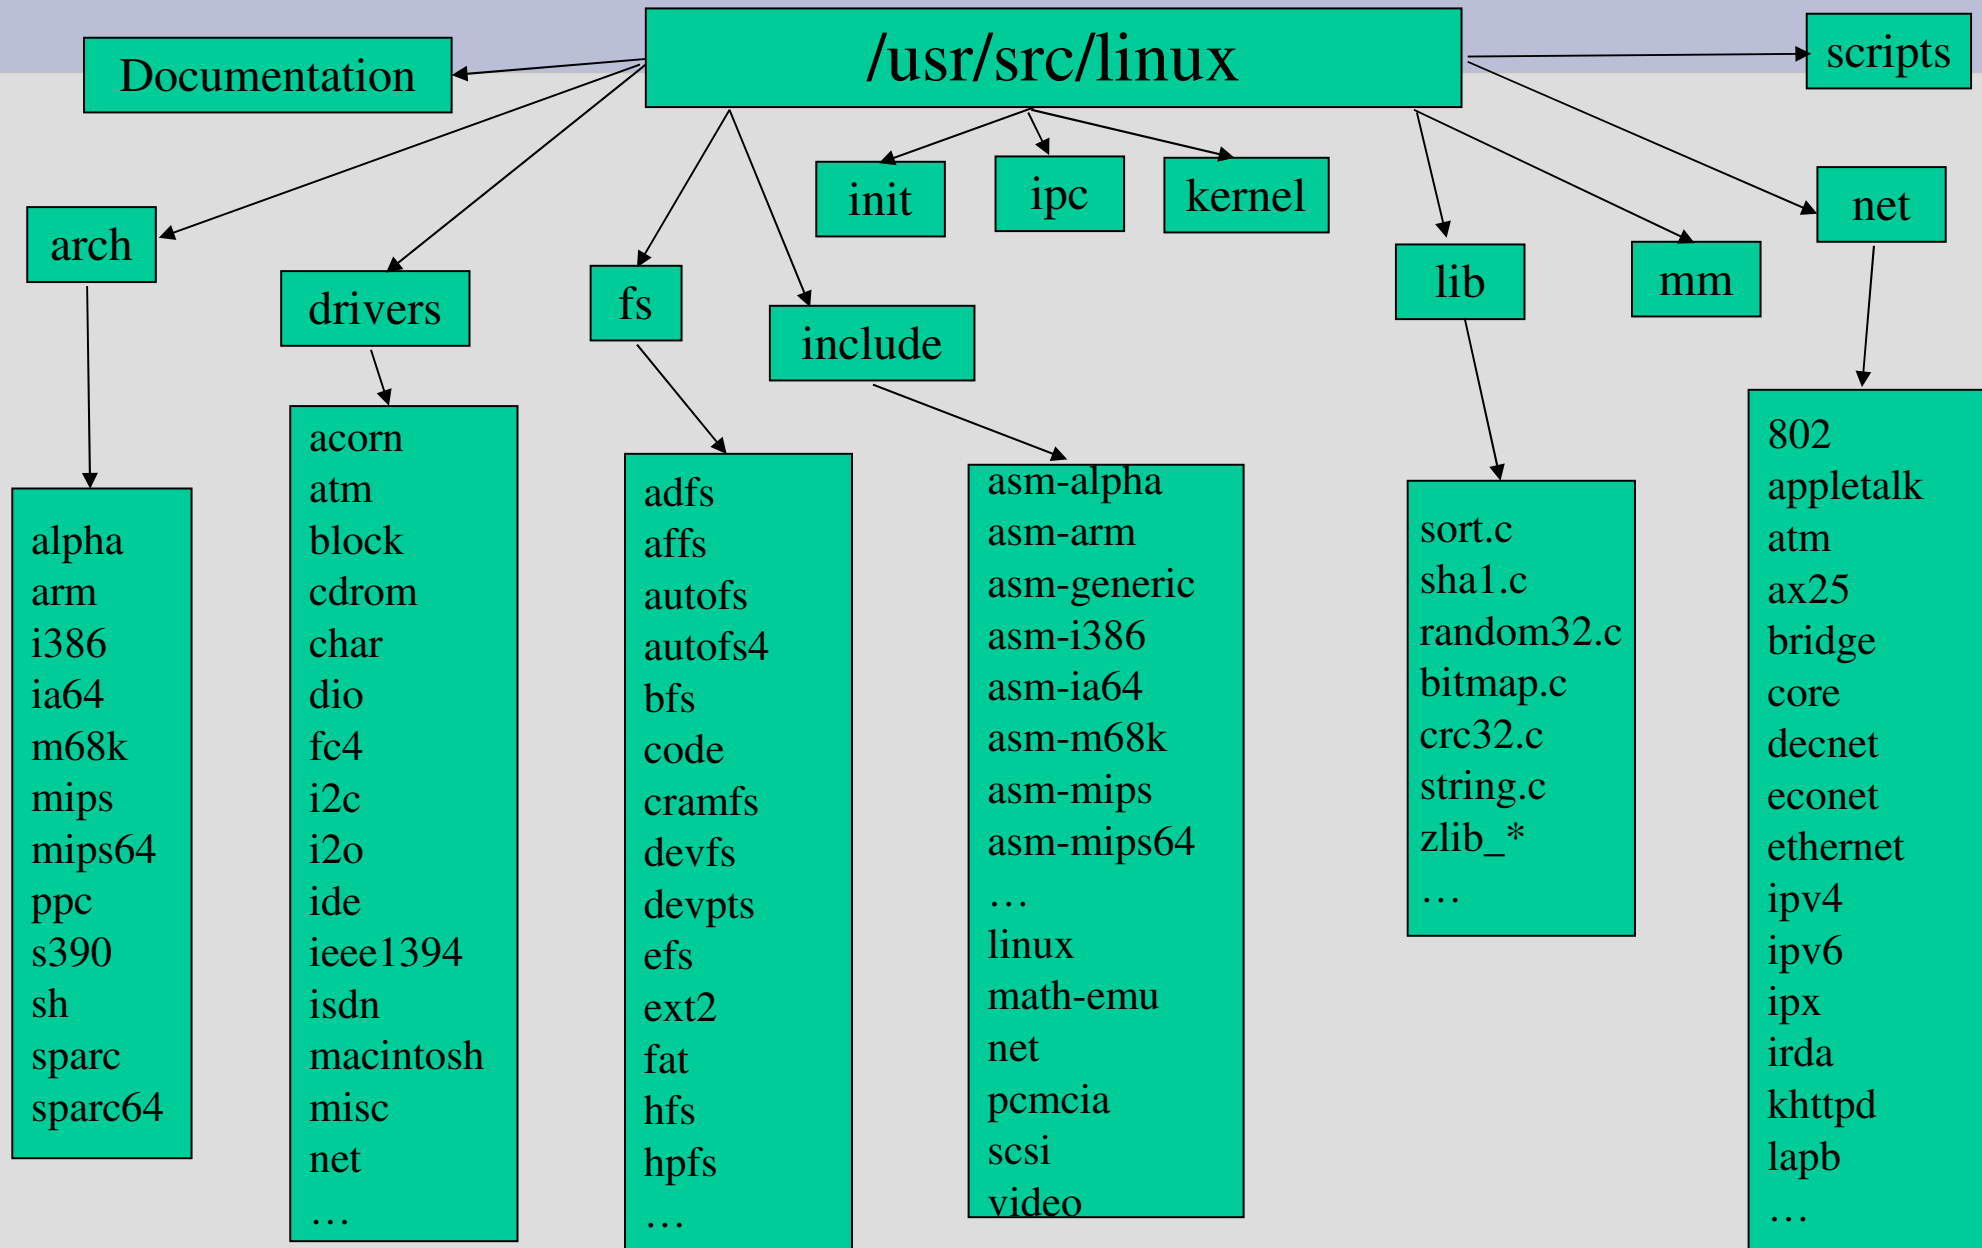 /usr/src/linux
Documentation
scripts
init
ipc
kernel
net
arch
drivers
fs
include
lib
mm
alpha
arm
i386
ia64
m68k
mips
mips64
ppc
s390
sh
sparc
sparc64
acorn
atm
block
cdrom
char
dio
fc4
i2c
i2o
ide
ieee1394
isdn
macintosh
misc
net
…
adfs
affs
autofs
autofs4
bfs
code
cramfs
devfs
devpts
efs
ext2
fat
hfs
hpfs
…
asm-alpha
asm-arm
asm-generic
asm-i386
asm-ia64
asm-m68k
asm-mips
asm-mips64
…
linux
math-emu
net
pcmcia
scsi
video
sort.c
sha1.c
random32.c
bitmap.c
crc32.c
string.c
zlib_*
…
802
appletalk
atm
ax25
bridge
core
decnet
econet
ethernet
ipv4
ipv6
ipx
irda
khttpd
lapb
…